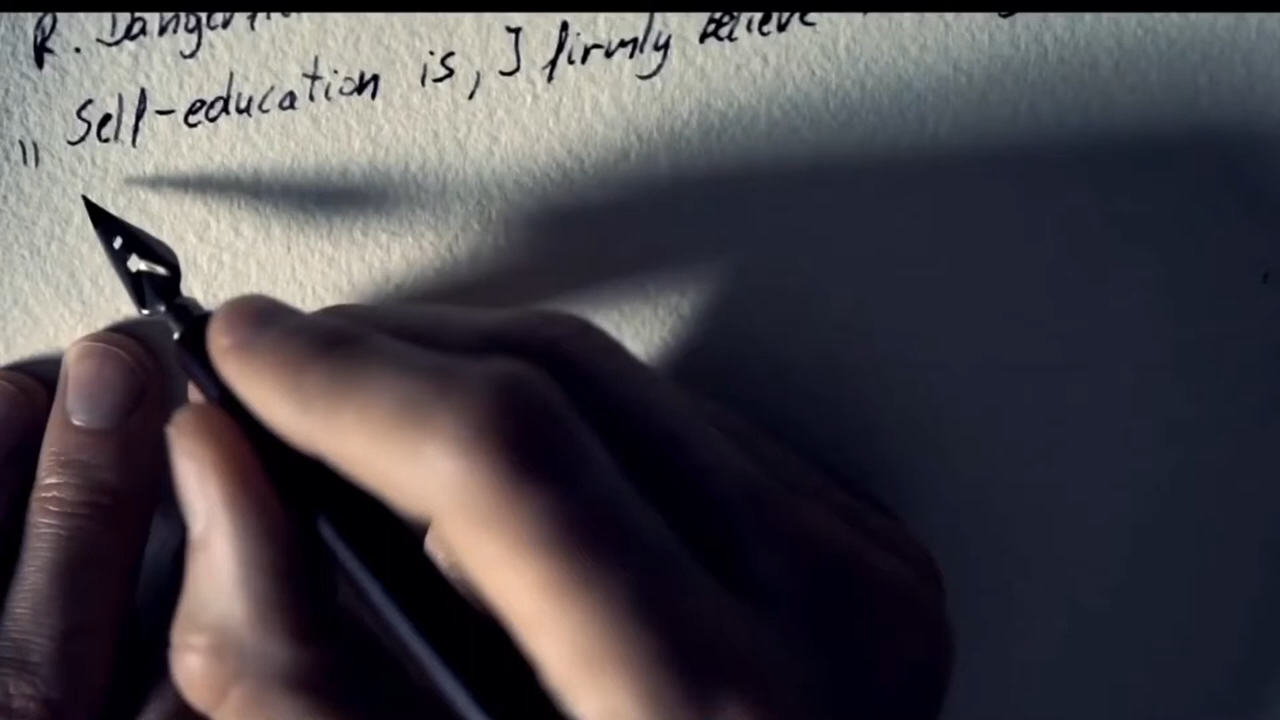 R.
„ Self-education is, I firmly believe